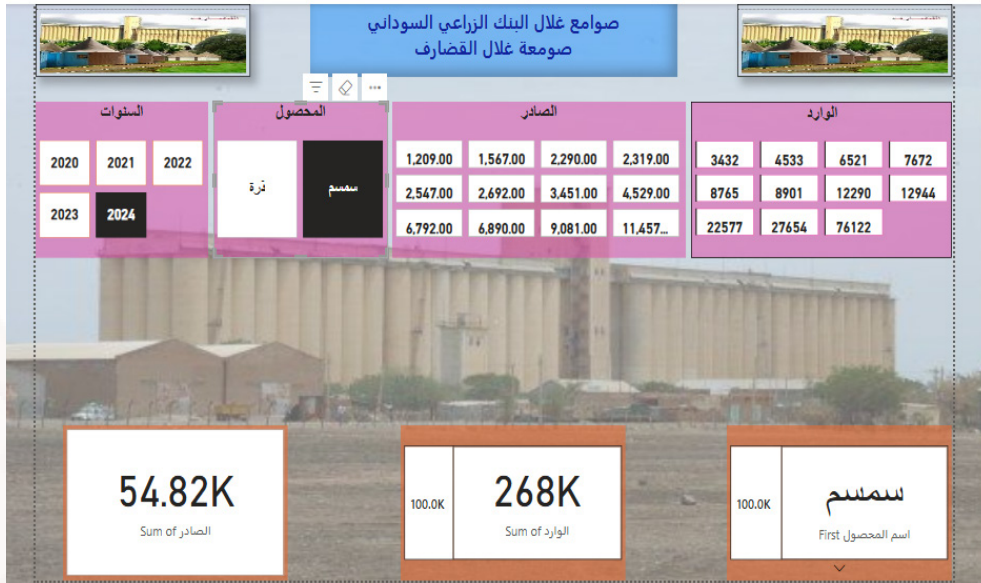 صوامع غلال البنك الزراعي السوداني
صومعة غلال القضارف
الوارد
3432 4533 6521 7672
8765 8901 12290 12944
22577 27654 76122
الصادر
1,209.00 1,567.00 2,290.00 2,319.00
2,547.00 2,692.00 3,451.00 4,529.00
6,792.00 6,890.00 9,081.00 11,457...
المحصول
ذرة سمسم
السنوات
2020 2021 2022
2023 2024
100.0K
سمسم
First اسم المحصول
100.0K
268K
Sum of الوارد
54.82K
Sum of الصادر